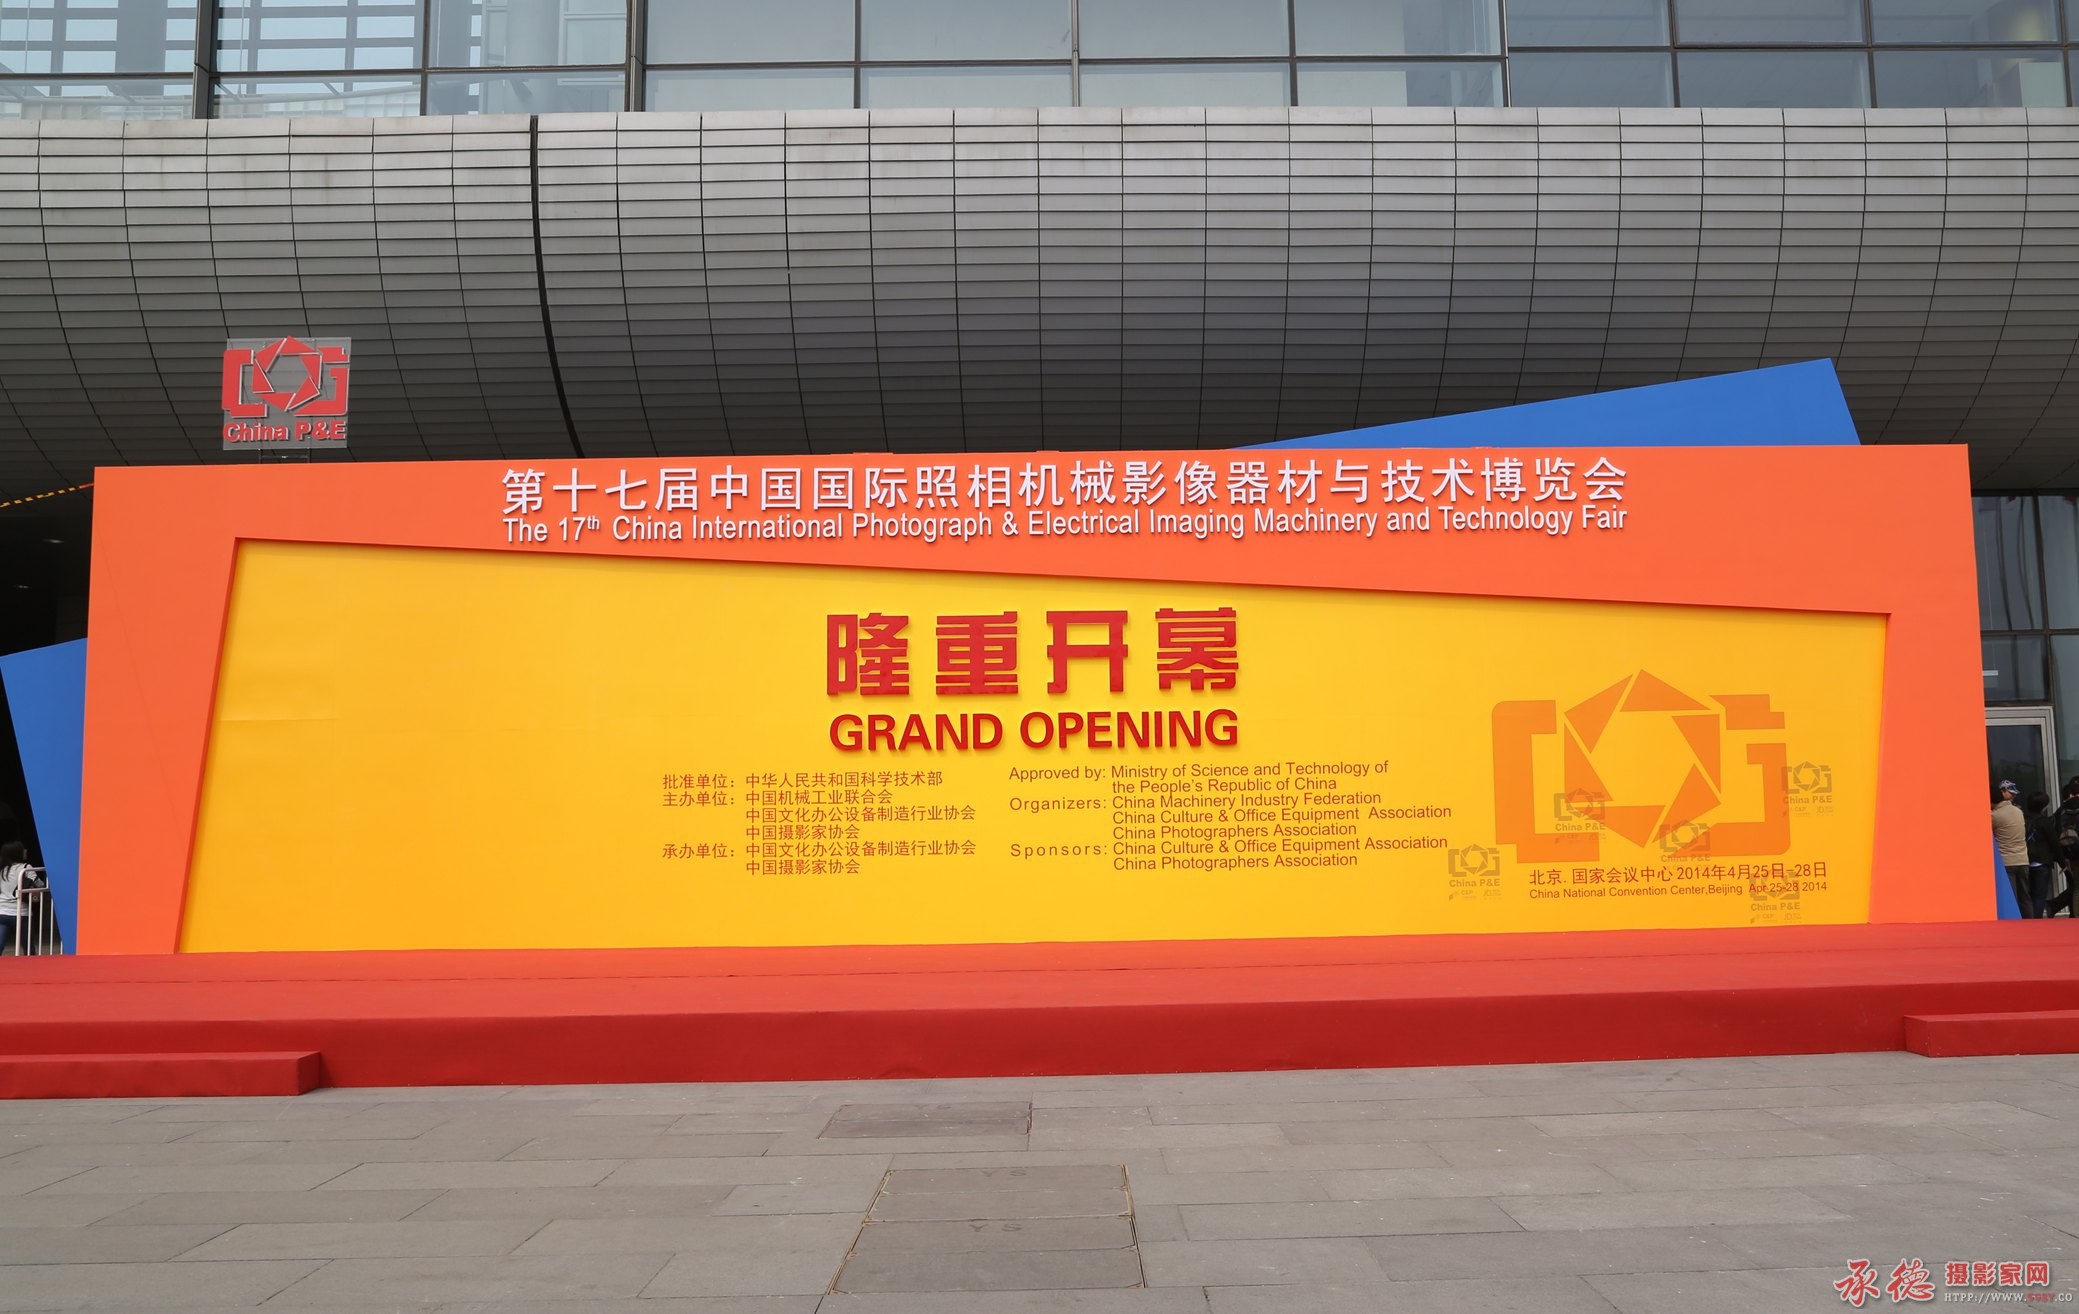 China P&E
第十七届中国国际照相机械影像器材与技术博览会
The 17th China International Photograph & Electrical Imaging Machinery and Technology Fair
隆重开幕
GRAND OPENING
批准单位：中华人民共和国科学技术部
主办单位：中国机械工业联合会
中国文化办公设备制造行业协会
中国摄影家协会
承办单位：中国文化办公设备制造行业协会
中国摄影家协会
Approved by: Ministry of Science and Technology of
the People's Republic of China
Organizers: China Machinery Industry Federation
China Culture & Office Equipment Association
China Photographers Association
Sponsors: China Culture & Office Equipment Association
China Photographers Association
China P&E
China P&E
China P&E
China P&E
China P&E
北京.国家会议中心 2014年4月25日-28日
China National Convention Center,Beijing Apr 25-28 2014
YS
YS
承德 摄影家网